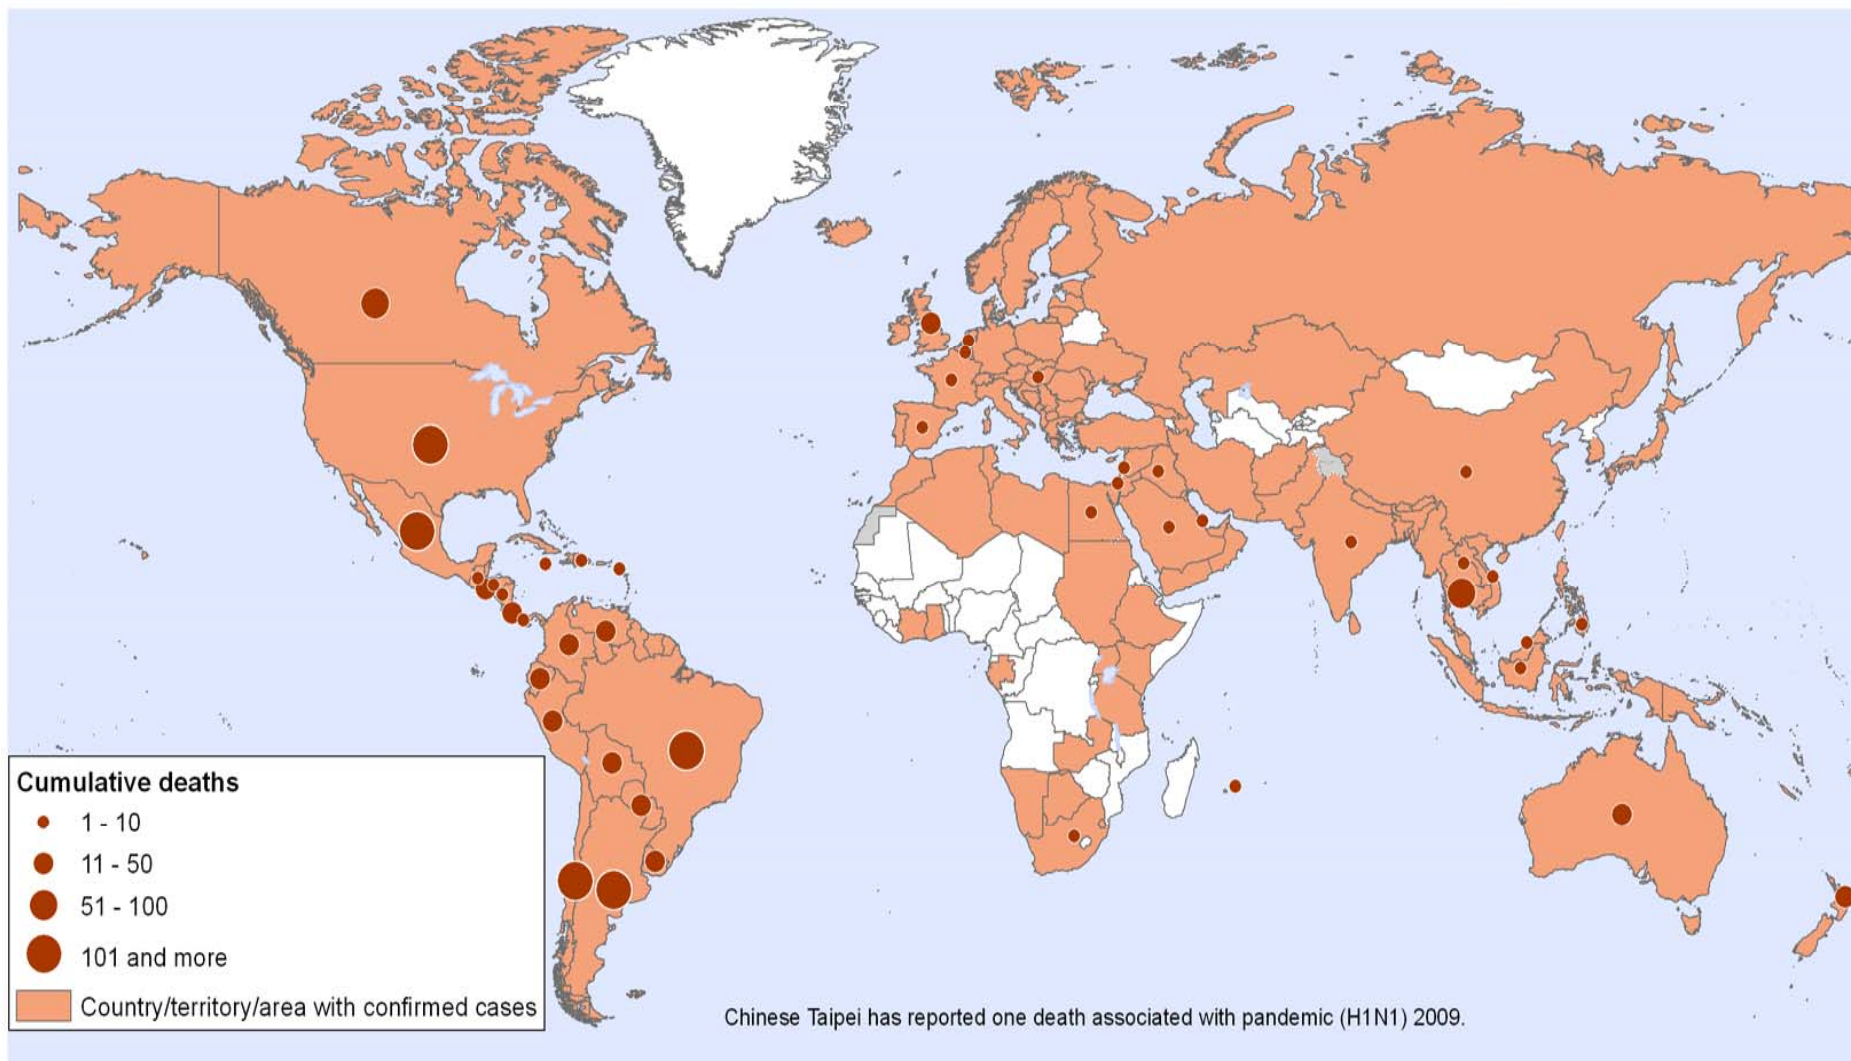 Cumulative deaths
1 - 10
11 - 50
51 - 100
101 and more
Country/territory/area with confirmed cases
Chinese Taipei has reported one death associated with pandemic (H1N1) 2009.